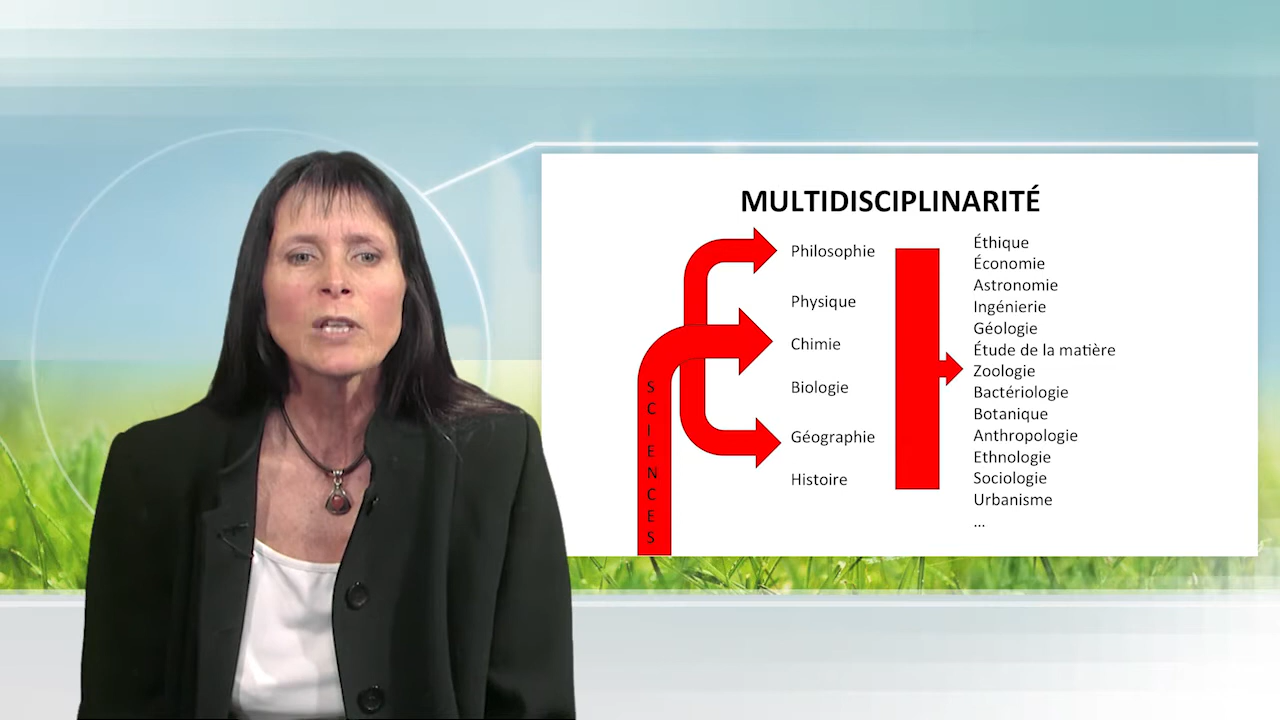 MULTIDISCIPLINARITÉ
SCIENCES
Philosophie
Physique
Chimie
Biologie
Géographie
Histoire
Éthique
Économie
Astronomie
Ingénierie
Géologie
Étude de la matière
Zoologie
Bactériologie
Botanique
Anthropologie
Ethnologie
Sociologie
Urbanisme
...